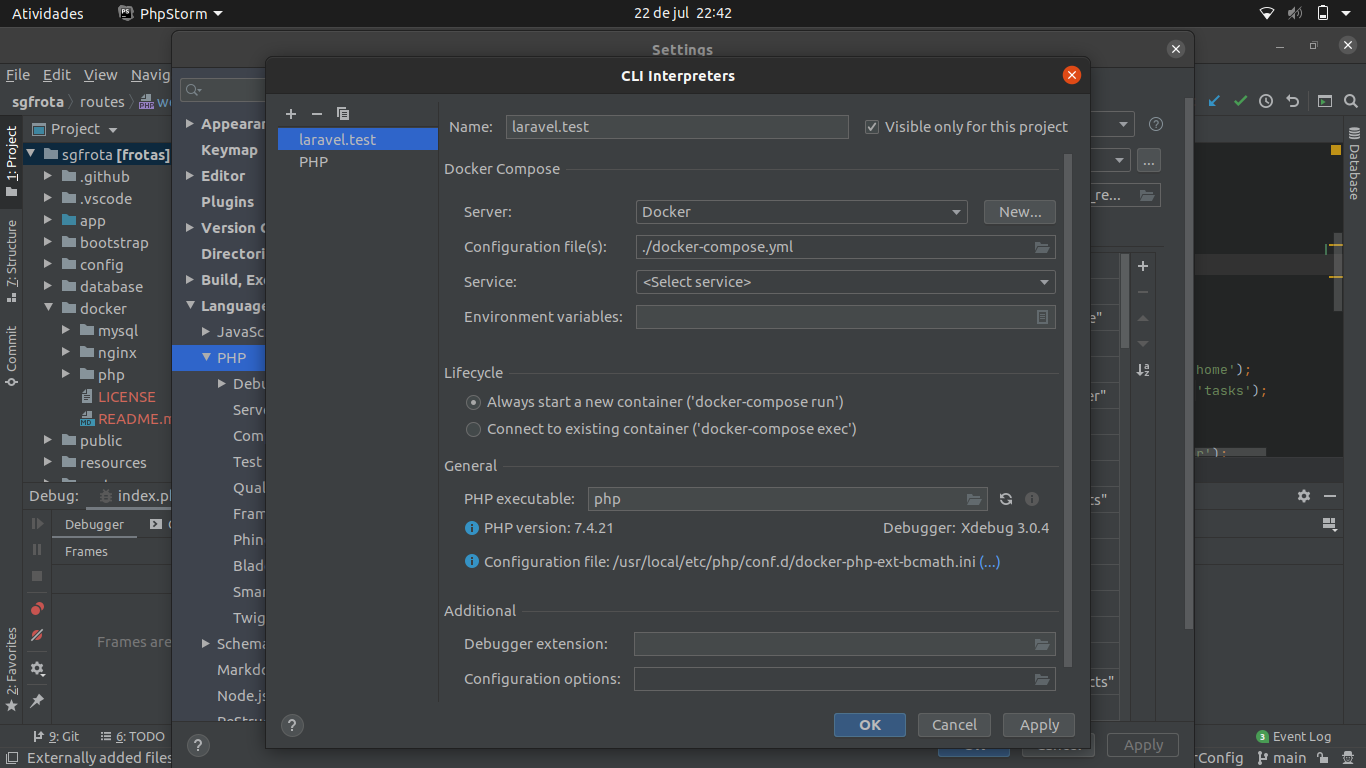 Atividades
PhpStorm
22 de jul 22:42
Settings
CLI Interpreters
File Edit View Navig
sgfrota routes
Project
sgfrota [frotas]
.github
.vscode
app
bootstrap
config
database
docker
mysql
nginx
php
LICENSE
README.m
public
resources
1: Project
7: Structure
Commit
2: Favorites
Database
Appearan
Keymap
Editor
Plugins
Version C
Directori
Build, Exe
Language
JavaSc
PHP
Debu
Serve
Com
Test
Qual
Fram
Phin
Blad
Smar
Twig
Schema
Markdo
Node.js
laravel.test
PHP
Name: laravel.test
Visible only for this project
Docker Compose
Server: Docker New...
Configuration file(s): ./docker-compose.yml
Service: <Select service>
Environment variables:
Lifecycle
Always start a new container ('docker-compose run')
Connect to existing container ('docker-compose exec')
General
PHP executable: php
PHP version: 7.4.21 Debugger: Xdebug 3.0.4
Configuration file: /usr/local/etc/php/conf.d/docker-php-ext-bcmath.ini (...)
Additional
Debugger extension:
Configuration options:
OK Cancel Apply
Apply
...
_re...
e"
er"
ts"
cts"
home');
'tasks');
r');
Debug: index.ph
Debugger
Frames
Frames are
9: Git 6: TODO
Event Log
Externally added files
rConfig main